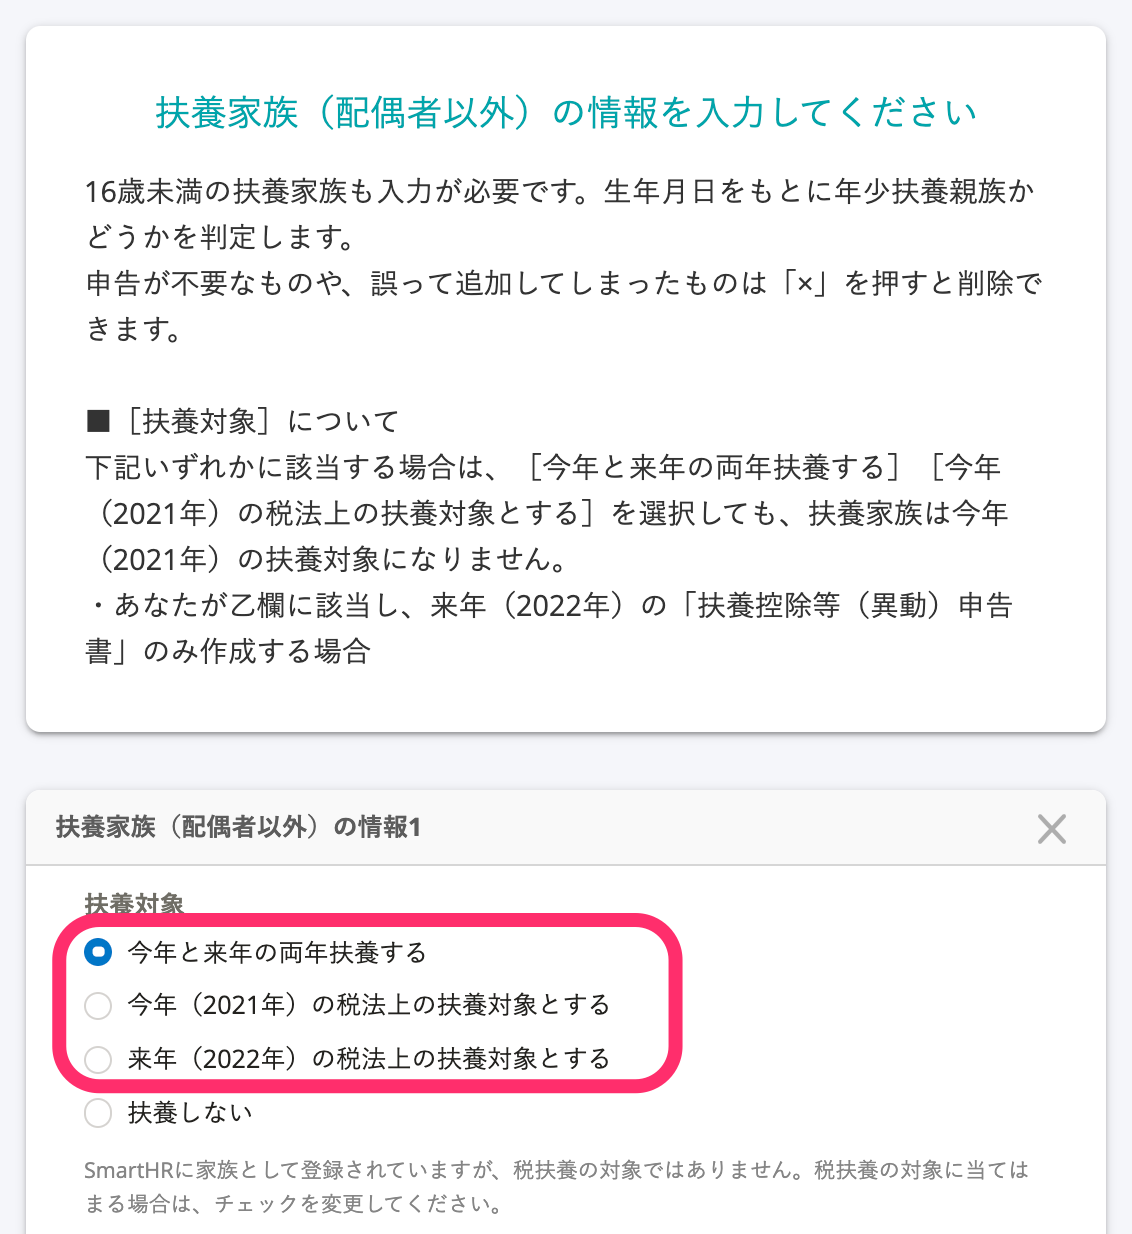 扶養家族（配偶者以外）の情報を入力してください
16歳未満の扶養家族も入力が必要です。生年月日をもとに年少扶養親族か
どうかを判定します。
申告が不要なものや、誤って追加してしまったものは「×」を押すと削除で
きます。
■［扶養対象］について
下記いずれかに該当する場合は、［今年と来年の両年扶養する］［今年
（2021年）の税法上の扶養対象とする］を選択しても、扶養家族は今年
（2021年）の扶養対象になりません。
・あなたが乙欄に該当し、来年（2022年）の「扶養控除等（異動）申告
書」のみ作成する場合
扶養家族（配偶者以外）の情報1
扶養対象
今年と来年の両年扶養する
今年（2021年）の税法上の扶養対象とする
来年（2022年）の税法上の扶養対象とする
扶養しない
SmartHRに家族として登録されていますが、税扶養の対象ではありません。税扶養の対象に当ては
まる場合は、チェックを変更してください。